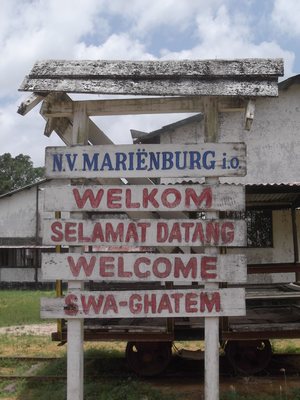 N.V. MARIËNBURG i.o.
WELKOM
SELAMAT DATANG
WELCOME
SWA-GHATEM